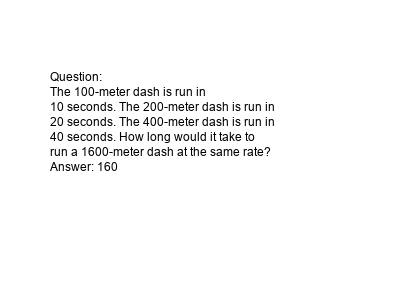 Question:
The 100-meter dash is run in
10 seconds. The 200-meter dash is run in
20 seconds. The 400-meter dash is run in
40 seconds. How long would it take to
run a 1600-meter dash at the same rate?
Answer: 160